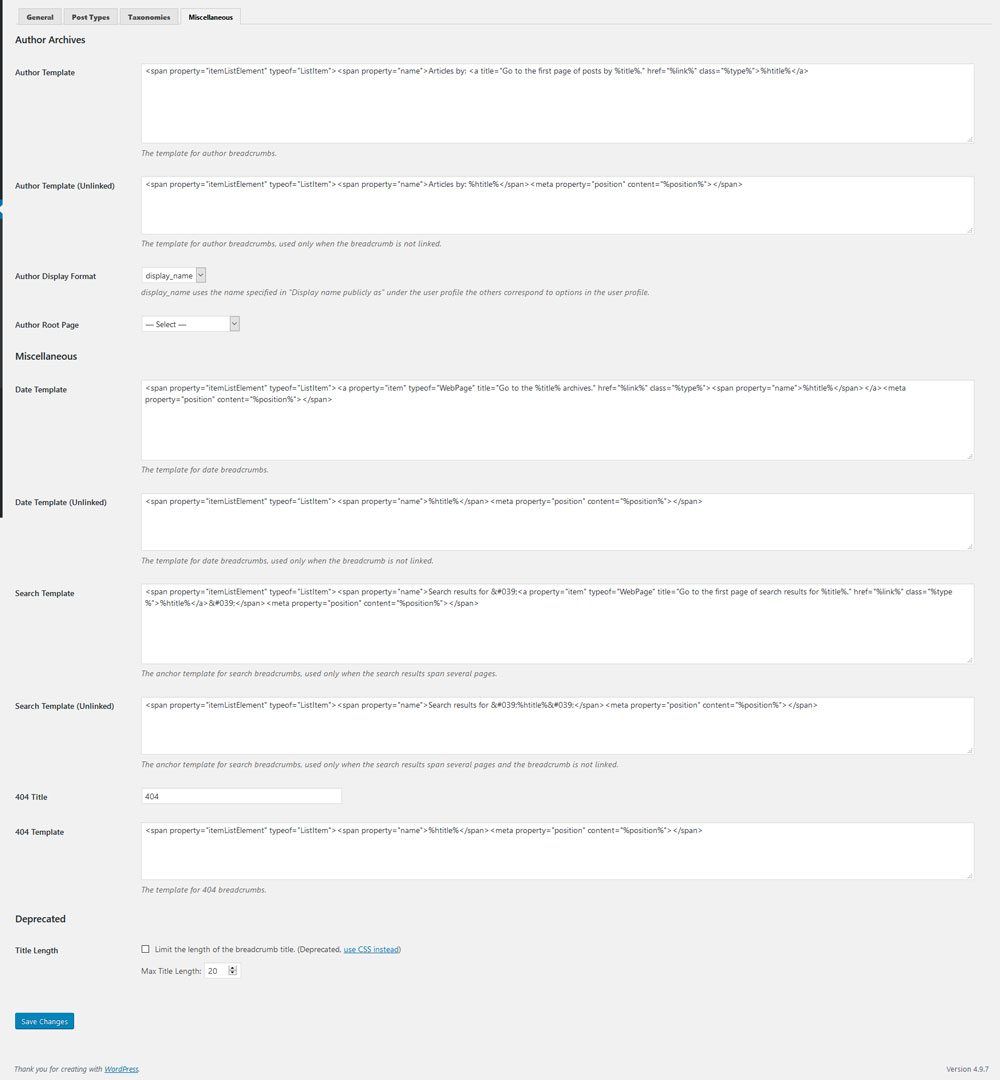 General Post Types Taxonomies Miscellaneous
Author Archives
Author Template
<span property="itemListElement" typeof="ListItem"><span property="name">Articles by: <a title="Go to the first page of posts by %title%." href="%link%" class="%type%">%htitle%</a>
The template for author breadcrumbs.
Author Template (Unlinked)
<span property="itemListElement" typeof="ListItem"><span property="name">Articles by: %htitle%</span><meta property="position" content="%position%"></span>
The template for author breadcrumbs, used only when the breadcrumb is not linked.
Author Display Format
display_name
display_name uses the name specified in "Display name publicly as" under the user profile the others correspond to options in the user profile.
Author Root Page
— Select —
Miscellaneous
Date Template
<span property="itemListElement" typeof="ListItem"><a property="item" typeof="WebPage" title="Go to the %title% archives." href="%link%" class="%type%"><span property="name">%htitle%</span></a><meta
property="position" content="%position%"></span>
The template for date breadcrumbs.
Date Template (Unlinked)
<span property="itemListElement" typeof="ListItem"><span property="name">%htitle%</span><meta property="position" content="%position%"></span>
The template for date breadcrumbs, used only when the breadcrumb is not linked.
Search Template
<span property="itemListElement" typeof="ListItem"><span property="name">Search results for &#039;<a property="item" typeof="WebPage" title="Go to the first page of search results for %title%." href="%link%" class="%type
%">%htitle%</a>&#039;</span><meta property="position" content="%position%"></span>
The anchor template for search breadcrumbs, used only when the search results span several pages.
Search Template (Unlinked)
<span property="itemListElement" typeof="ListItem"><span property="name">Search results for &#039;%htitle%&#039;</span><meta property="position" content="%position%"></span>
The anchor template for search breadcrumbs, used only when the search results span several pages and the breadcrumb is not linked.
404 Title
404
404 Template
<span property="itemListElement" typeof="ListItem"><span property="name">%htitle%</span><meta property="position" content="%position%"></span>
The template for 404 breadcrumbs.
Deprecated
Title Length
Limit the length of the breadcrumb title. (Deprecated, use CSS instead)
Max Title Length: 20
Save Changes
Thank you for creating with WordPress.
Version 4.9.7